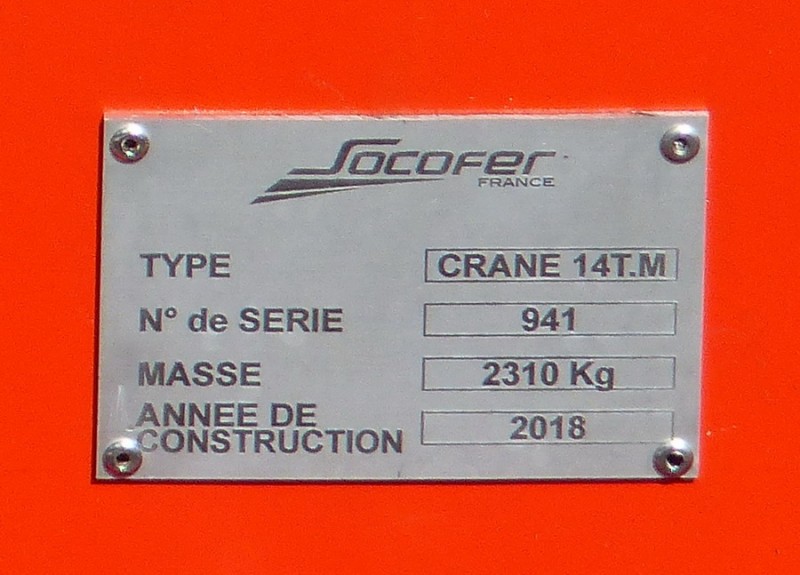 SOCOFER
FRANCE
TYPE CRANE 14T.M
N° de SERIE 941
MASSE 2310 Kg
ANNEE DE
CONSTRUCTION 2018